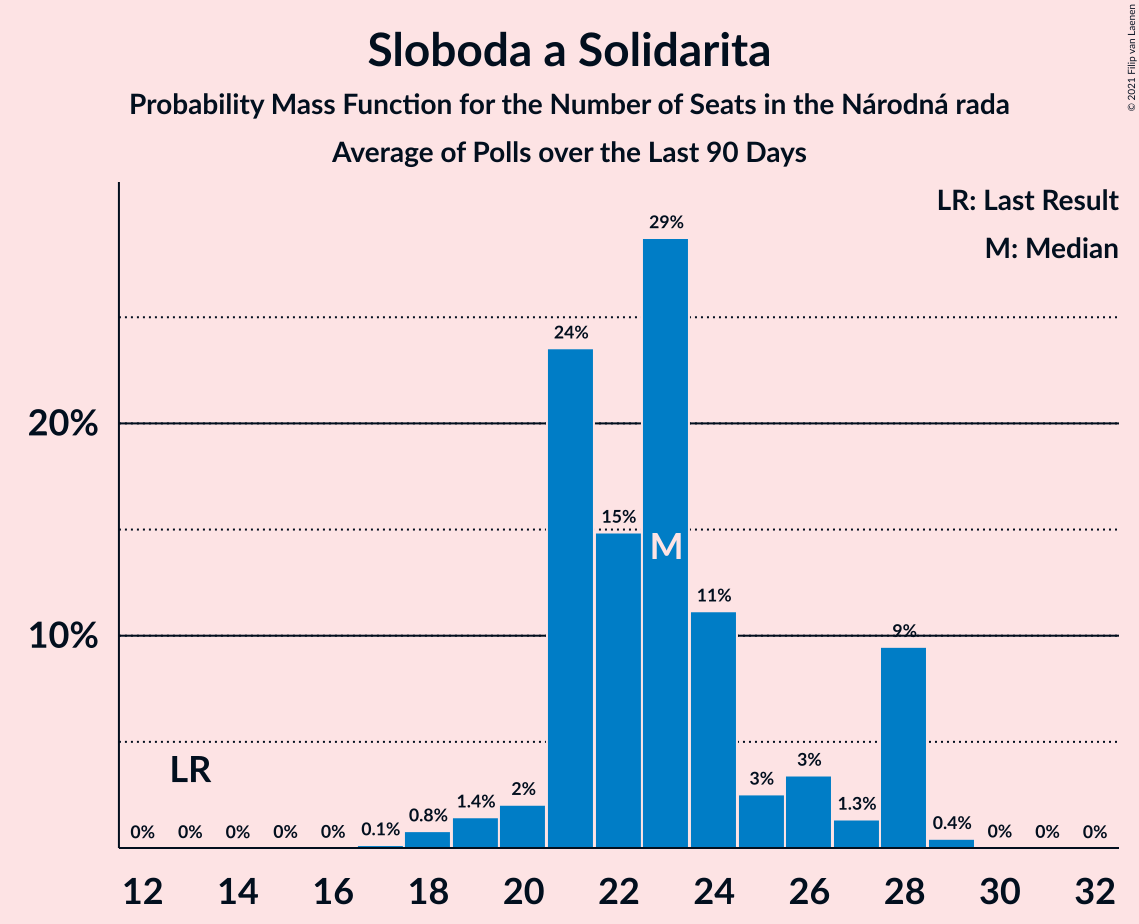 Sloboda a Solidarita
Probability Mass Function for the Number of Seats in the Národná rada
Average of Polls over the Last 90 Days
© 2021 Filip van Laenen
LR: Last Result
M: Median
29%
24%
20%
15%
M
11%
10%
9%
LR
3%
3%
2%
1.4%
1.3%
0.8%
0.4%
0.1%
0% 0% 0% 0% 0% 0% 0% 0%
12 14 16 18 20 22 24 26 28 30 32